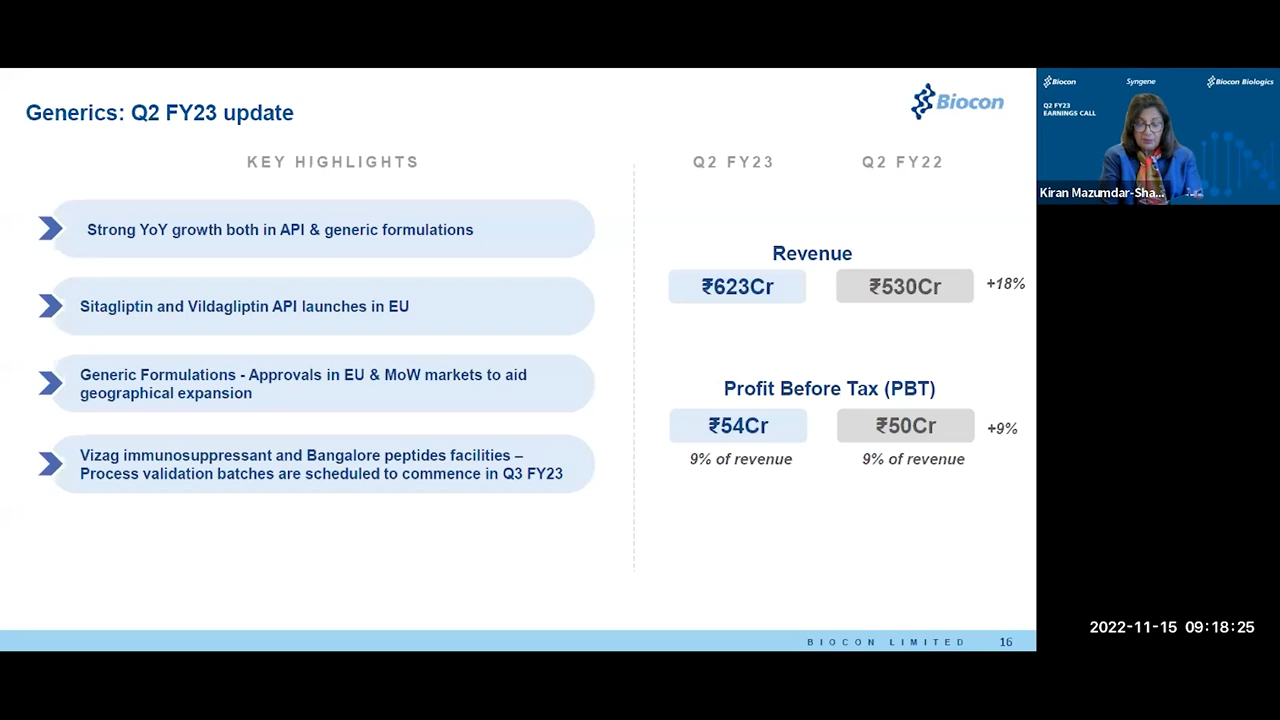 Generics: Q2 FY23 update
Biocon
KEY HIGHLIGHTS
Q2 FY23
Q2 FY22
Strong YoY growth both in API & generic formulations
Sitagliptin and Vildagliptin API launches in EU
Generic Formulations - Approvals in EU & MoW markets to aid
geographical expansion
Vizag immunosuppressant and Bangalore peptides facilities –
Process validation batches are scheduled to commence in Q3 FY23
Revenue
₹623Cr
₹530Cr
+18%
Profit Before Tax (PBT)
₹54Cr
₹50Cr
+9%
9% of revenue
9% of revenue
BIOCON LIMITED
16
Biocon
Syngene
Biocon Biologics
Q2 FY23
EARNINGS CALL
Kiran Mazumdar-Sha...
2022-11-15 09:18:25